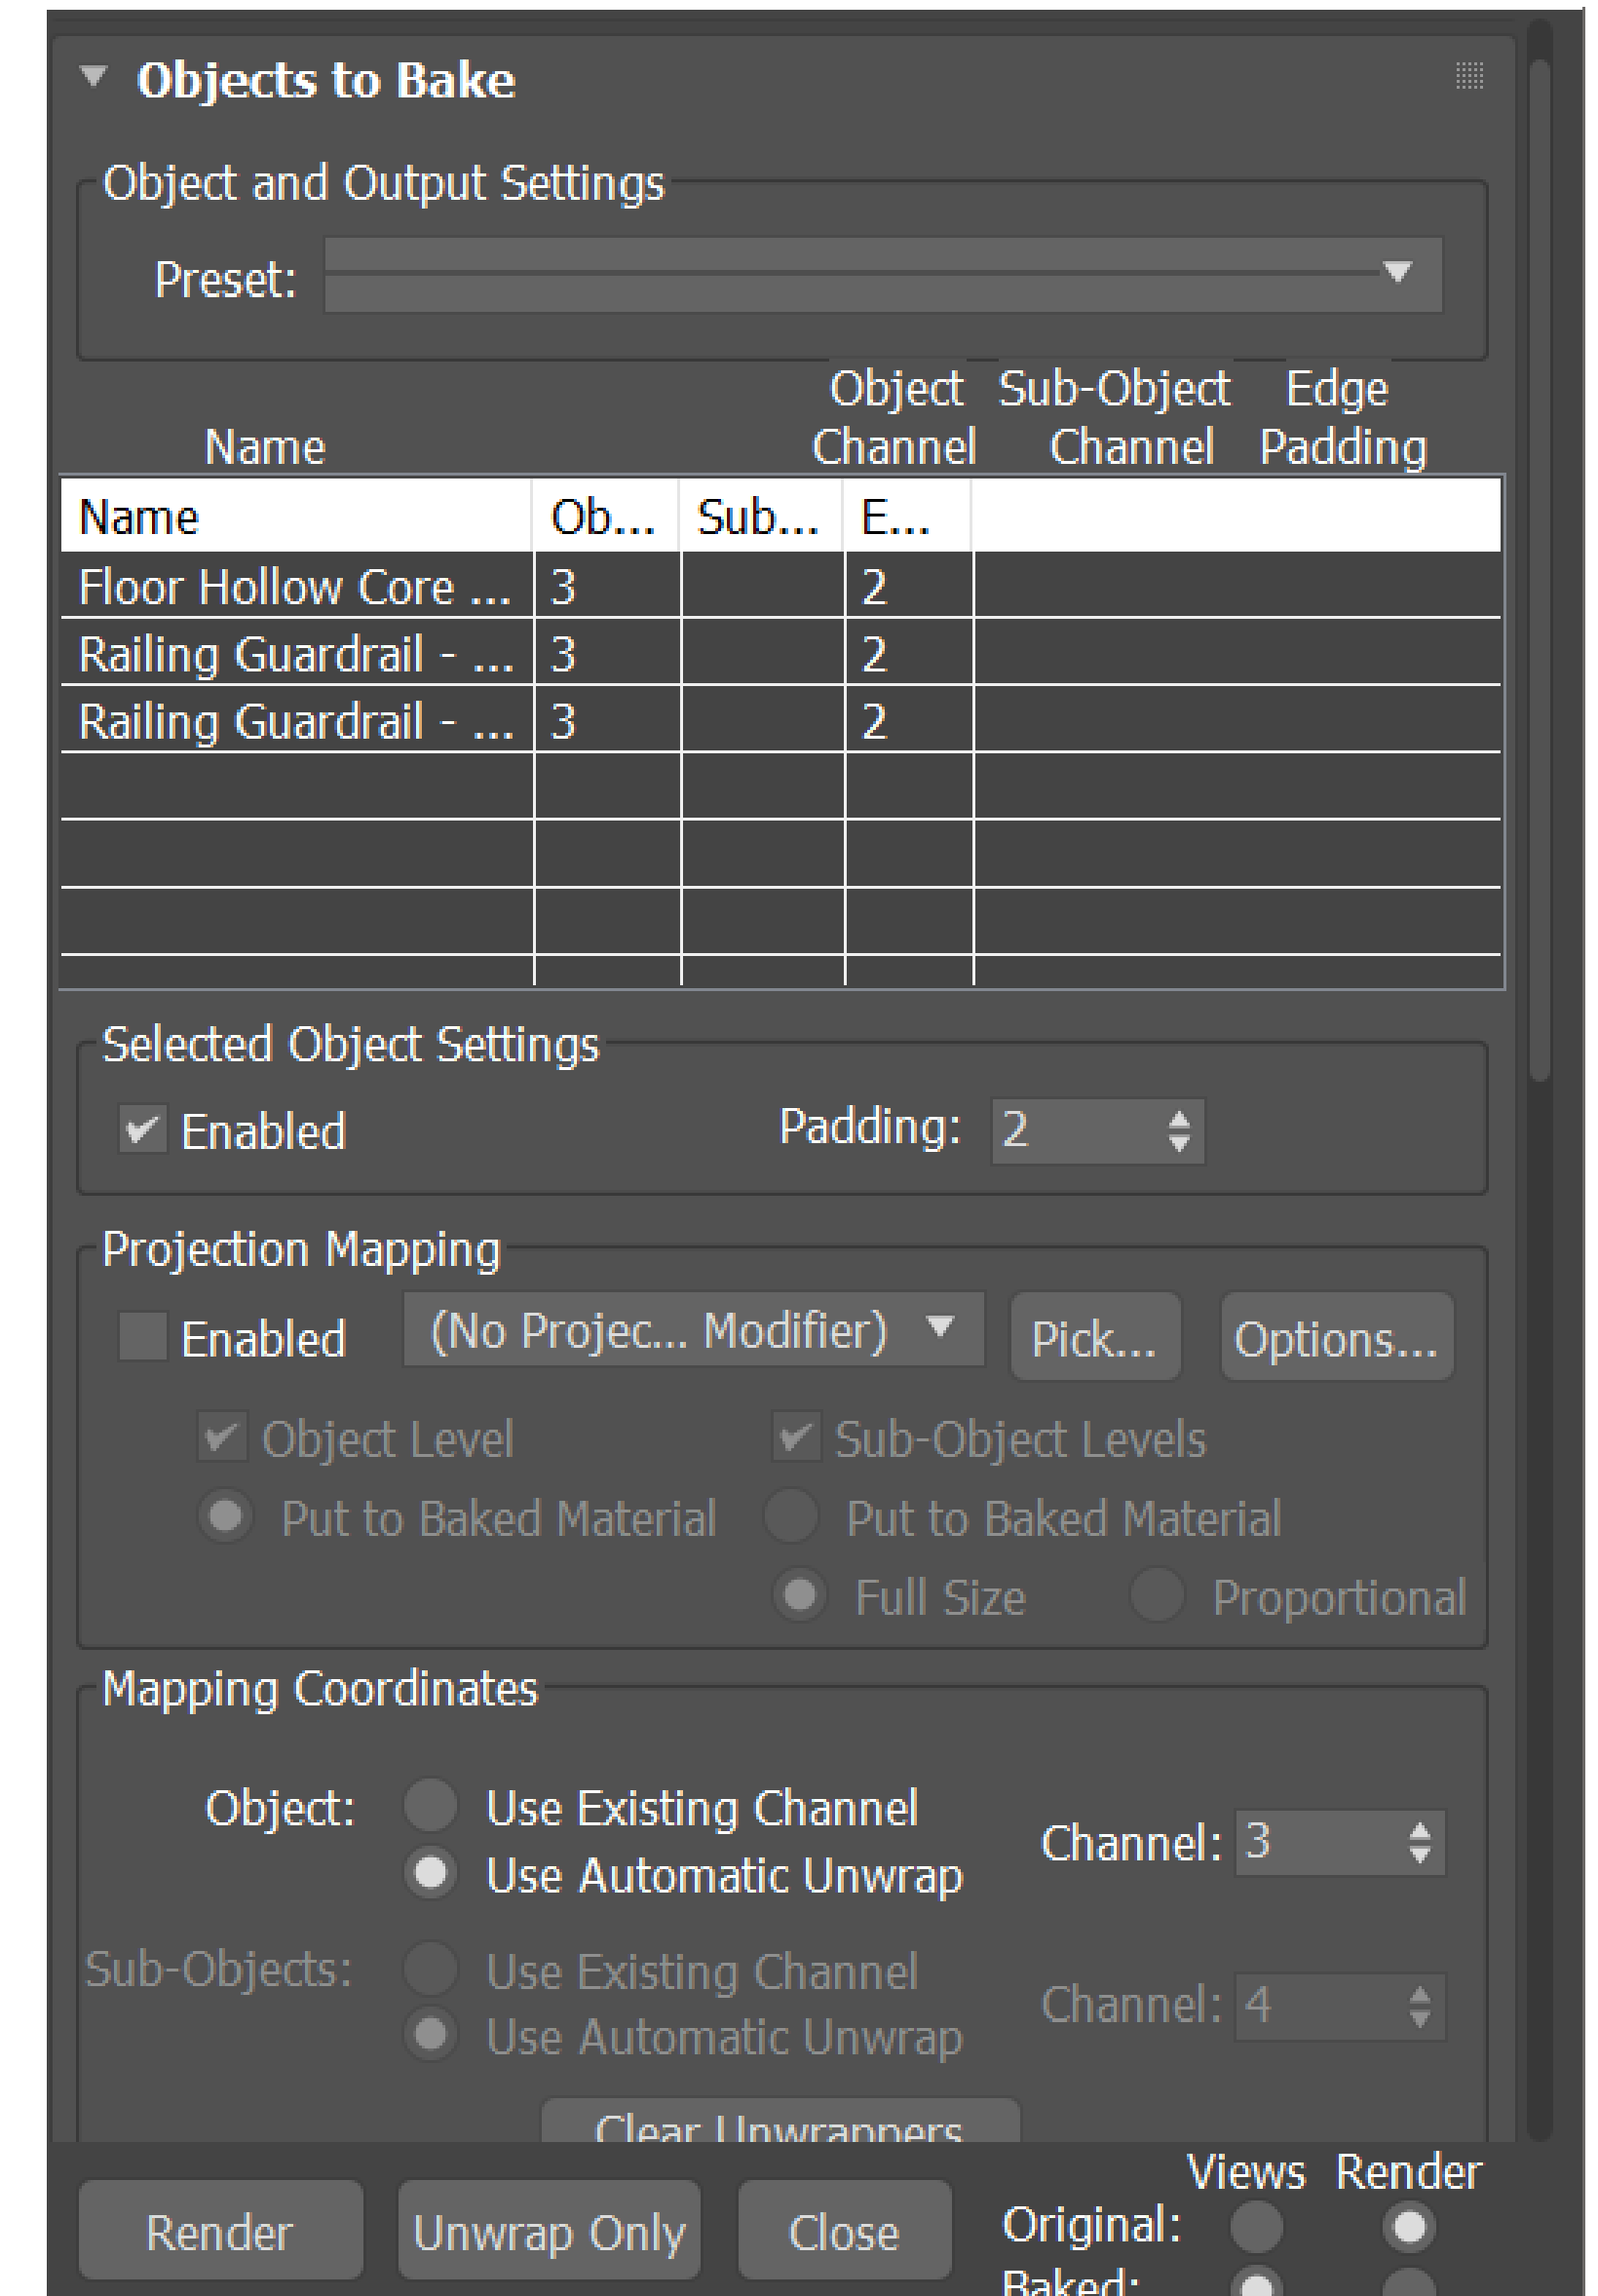 Objects to Bake
Object and Output Settings
Preset:
Object Sub-Object Edge
Name Channel Channel Padding
Name Ob... Sub... E...
Floor Hollow Core ... 3 2
Railing Guardrail - ... 3 2
Railing Guardrail - ... 3 2
Selected Object Settings
Enabled Padding: 2
Projection Mapping
Enabled (No Projec... Modifier) Pick... Options...
Object Level Sub-Object Levels
Put to Baked Material Put to Baked Material
Full Size Proportional
Mapping Coordinates
Object: Use Existing Channel
Channel: 3
Use Automatic Unwrap
Sub-Objects: Use Existing Channel
Channel: 4
Use Automatic Unwrap
Clear Unwrappers
Views Render
Render Unwrap Only Close Original:
Baked: